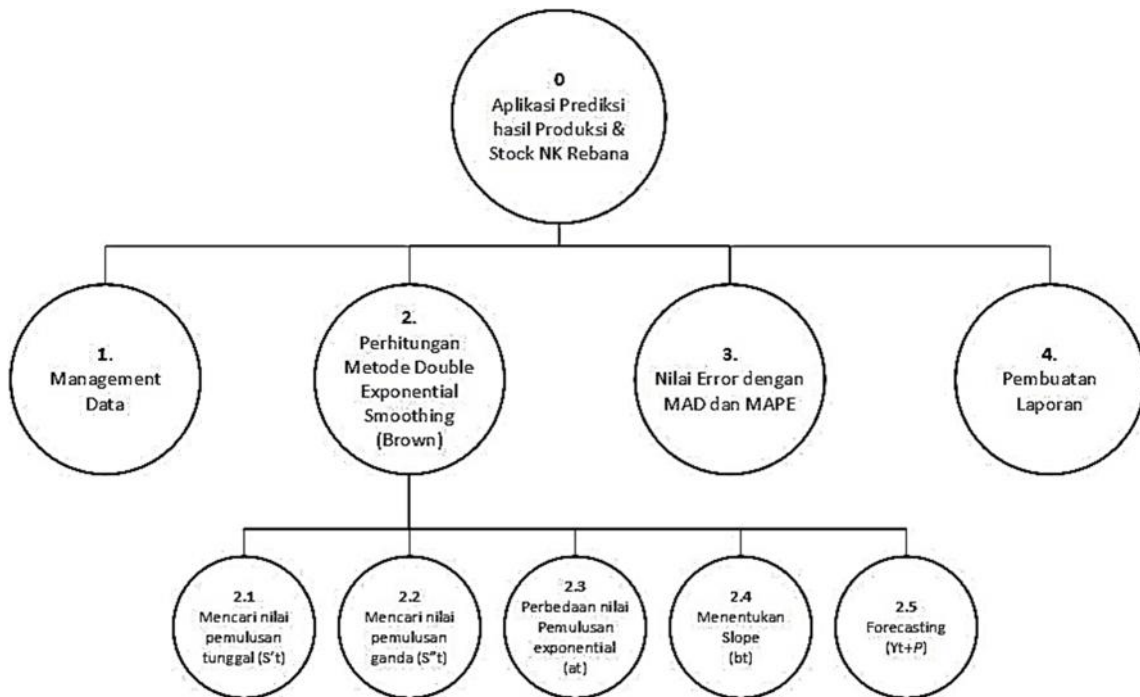 0
Aplikasi Prediksi
hasil Produksi &
Stock NK Rebana
1.
Management
Data
2.
Perhitungan
Metode Double
Exponential
Smoothing
(Brown)
3.
Nilai Error dengan
MAD dan MAPE
4.
Pembuatan
Laporan
2.1
Mencari nilai
pemulusan
tunggal (S't)
2.2
Mencari nilai
pemulusan
ganda (S"t)
2.3
Perbedaan nilai
Pemulusan
exponential
(at)
2.4
Menentukan
Slope
(bt)
2.5
Forecasting
(Yt+P)